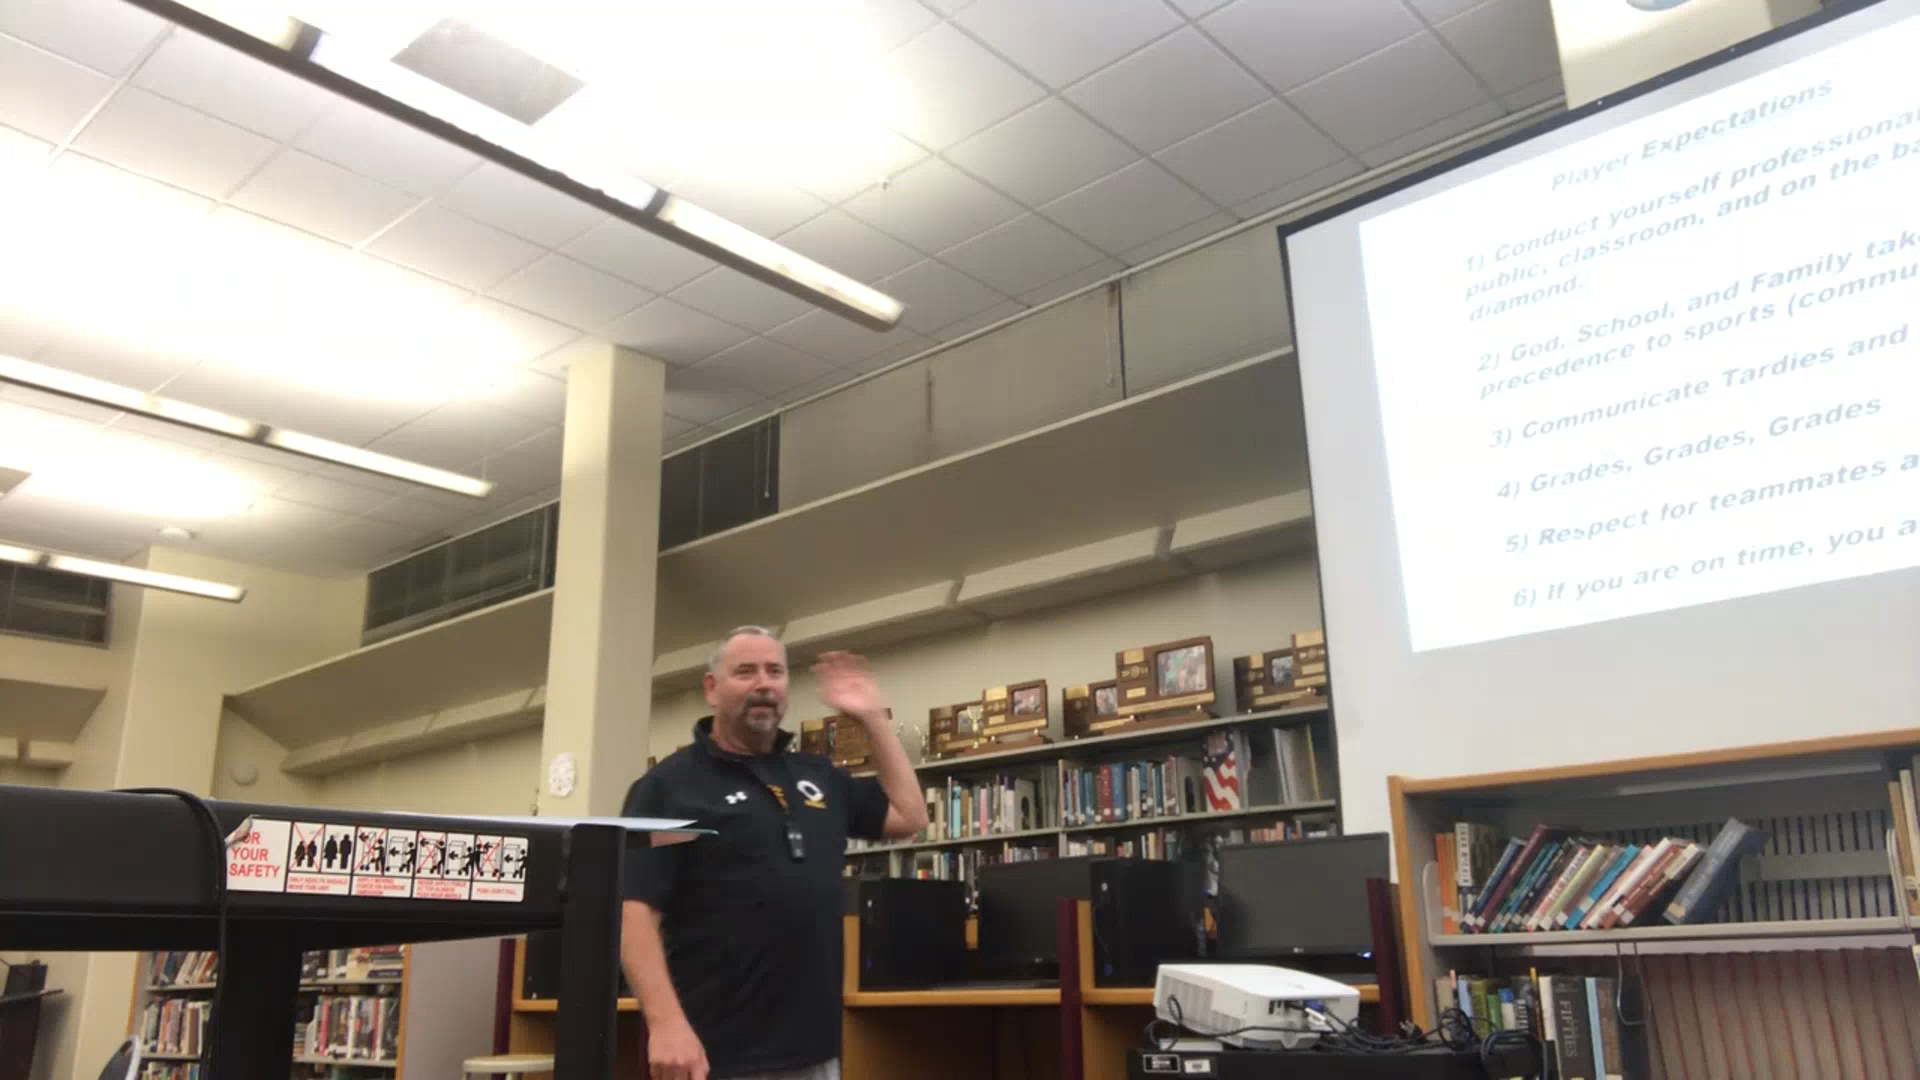 Player Expectations
1) Conduct yourself professional
public, classroom, and on the ba
diamond.
2) God, School, and Family tak
precedence to sports (commu
3) Communicate Tardies and
4) Grades, Grades, Grades
5) Respect for teammates a
6) If you are on time, you a
OR
YOUR
SAFETY
FIFTIES